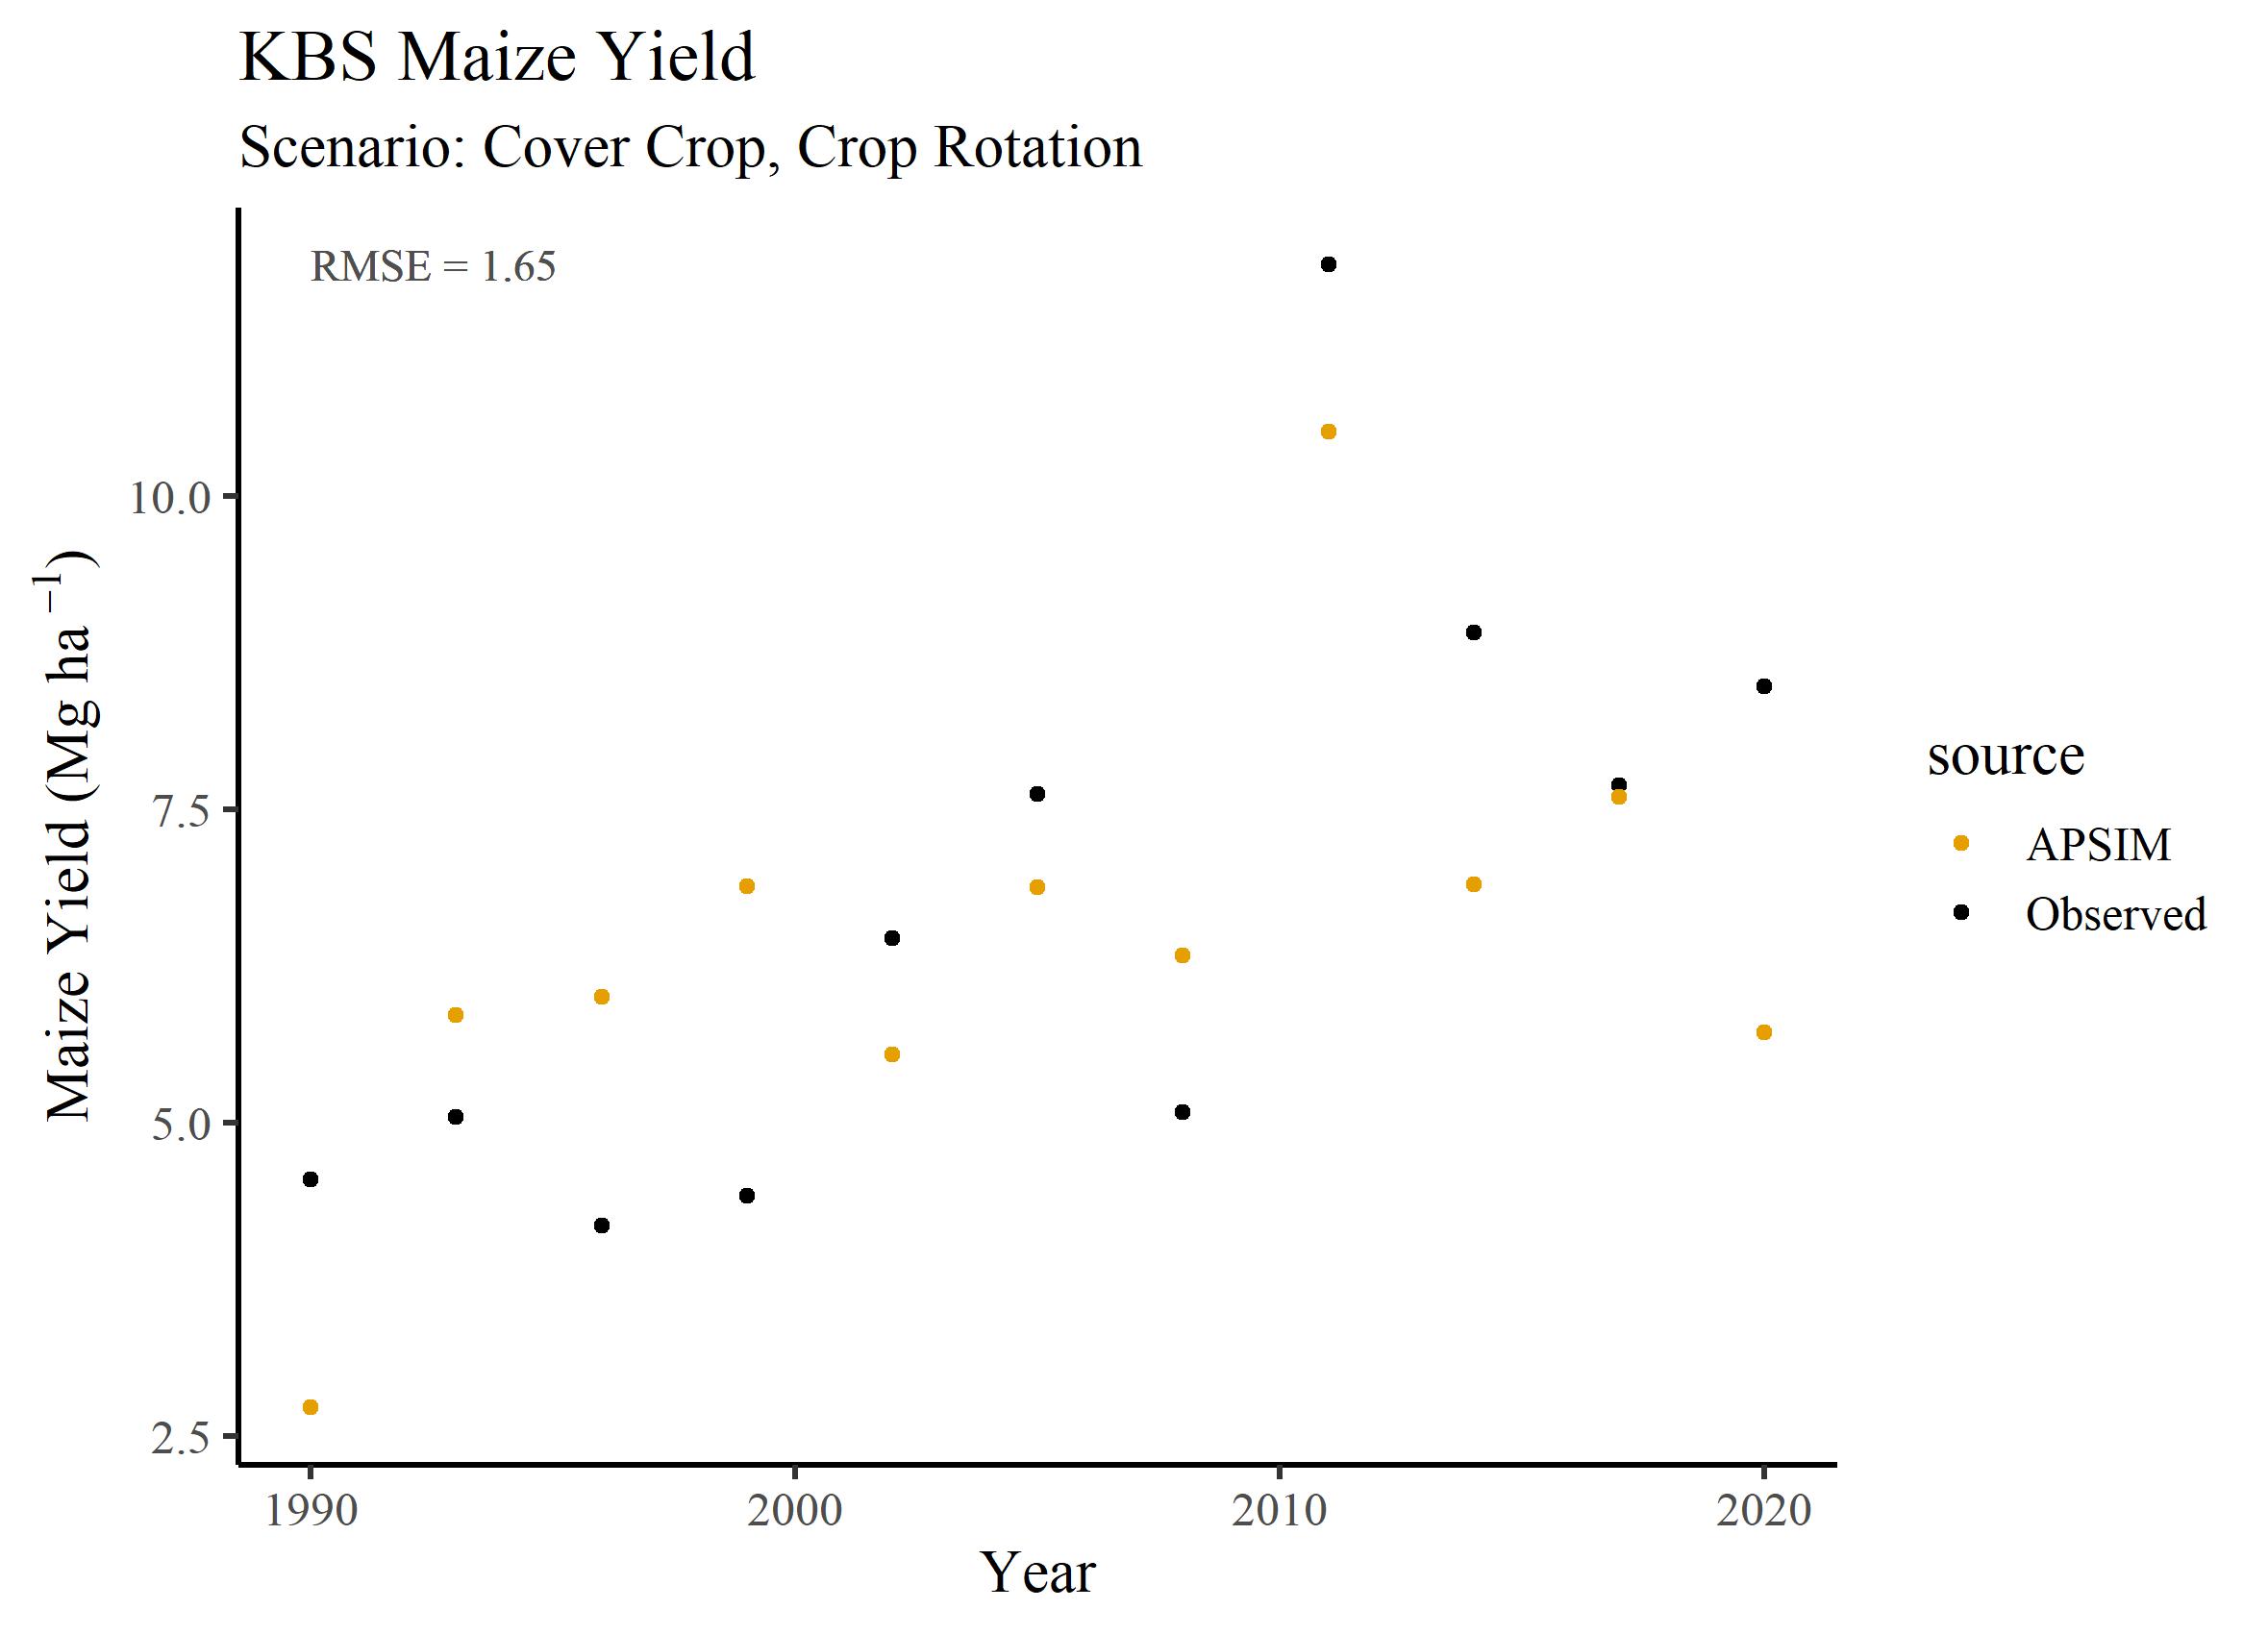 KBS Maize Yield
Scenario: Cover Crop, Crop Rotation
RMSE = 1.65
Maize Yield (Mg ha⁻¹)
10.0
7.5
5.0
2.5
1990 2000 2010 2020
Year
source
APSIM
Observed